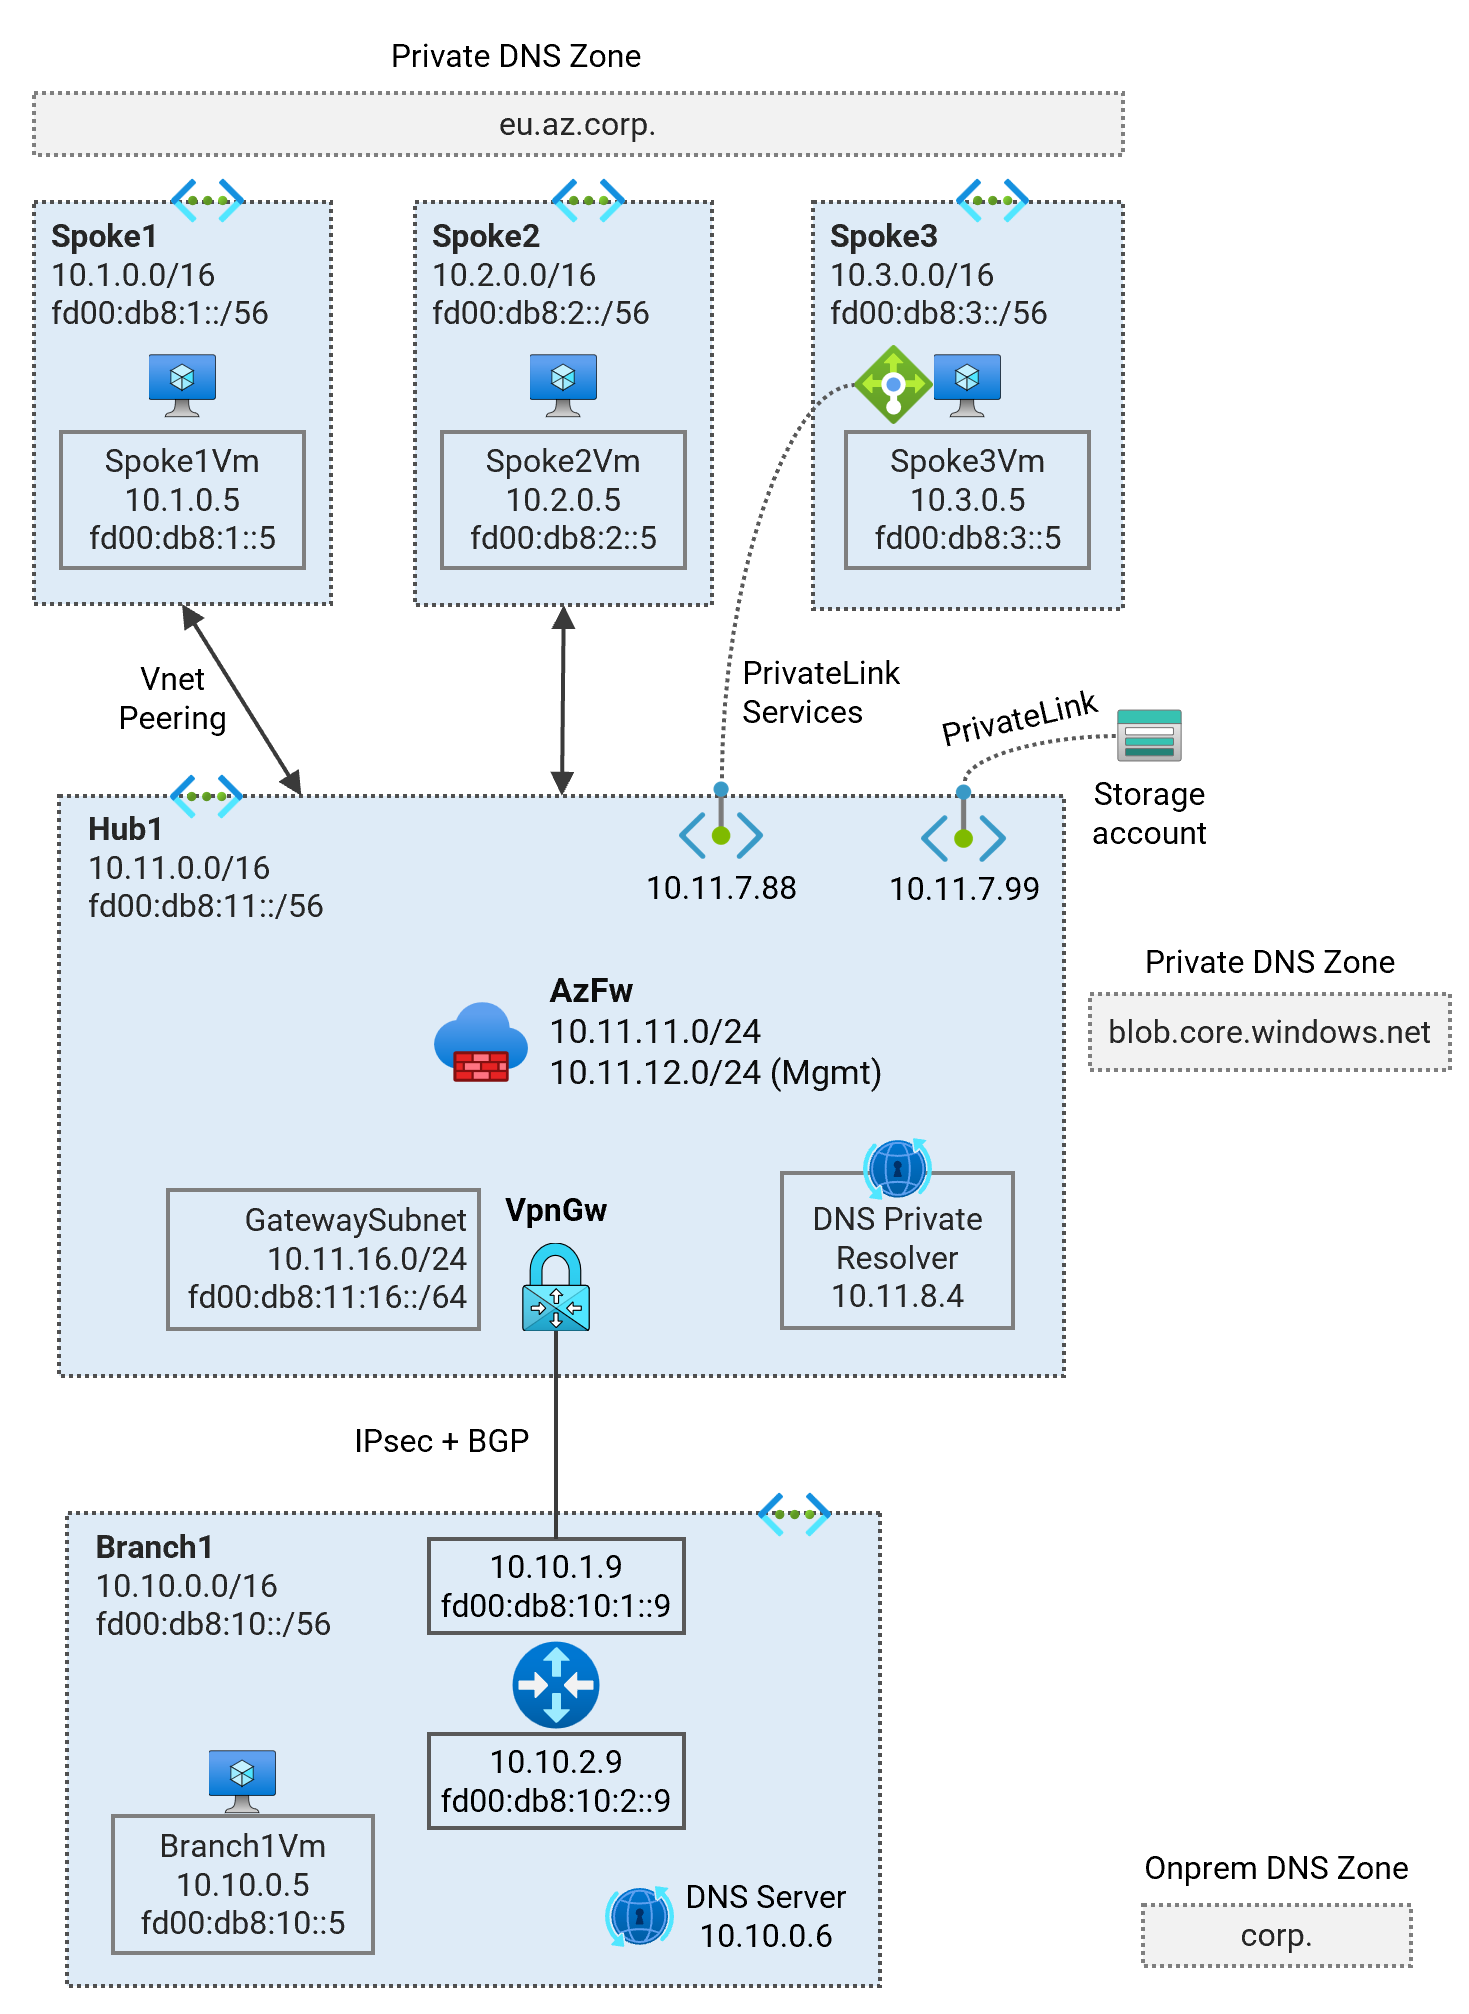 Private DNS Zone
eu.az.corp.
Spoke1
10.1.0.0/16
fd00:db8:1::/56
Spoke1Vm
10.1.0.5
fd00:db8:1::5
Spoke2
10.2.0.0/16
fd00:db8:2::/56
Spoke2Vm
10.2.0.5
fd00:db8:2::5
Spoke3
10.3.0.0/16
fd00:db8:3::/56
Spoke3Vm
10.3.0.5
fd00:db8:3::5
Vnet
Peering
PrivateLink
Services
PrivateLink
Storage
account
Hub1
10.11.0.0/16
fd00:db8:11::/56
10.11.7.88
10.11.7.99
Private DNS Zone
blob.core.windows.net
AzFw
10.11.11.0/24
10.11.12.0/24 (Mgmt)
GatewaySubnet
10.11.16.0/24
fd00:db8:11:16::/64
VpnGw
DNS Private
Resolver
10.11.8.4
IPsec + BGP
Branch1
10.10.0.0/16
fd00:db8:10::/56
10.10.1.9
fd00:db8:10:1::9
10.10.2.9
fd00:db8:10:2::9
Branch1Vm
10.10.0.5
fd00:db8:10::5
DNS Server
10.10.0.6
Onprem DNS Zone
corp.